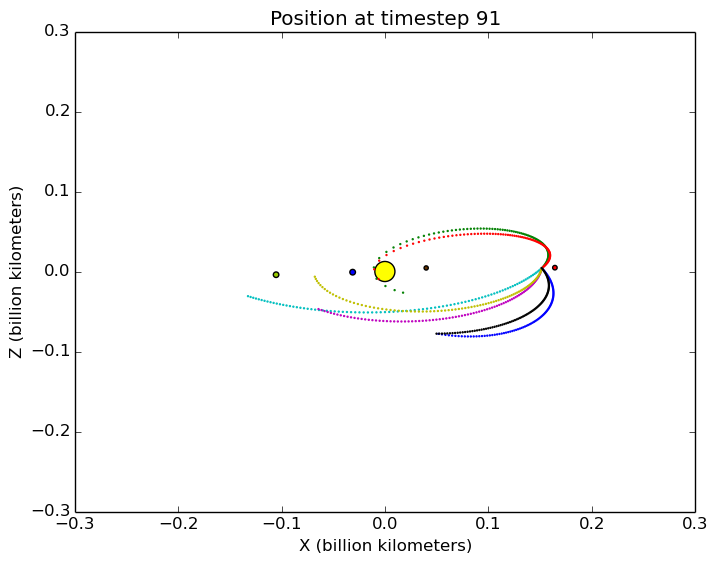 Position at timestep 91
0.3
0.2
0.1
0.0
−0.1
−0.2
−0.3
Z (billion kilometers)
−0.3 −0.2 −0.1 0.0 0.1 0.2 0.3
X (billion kilometers)